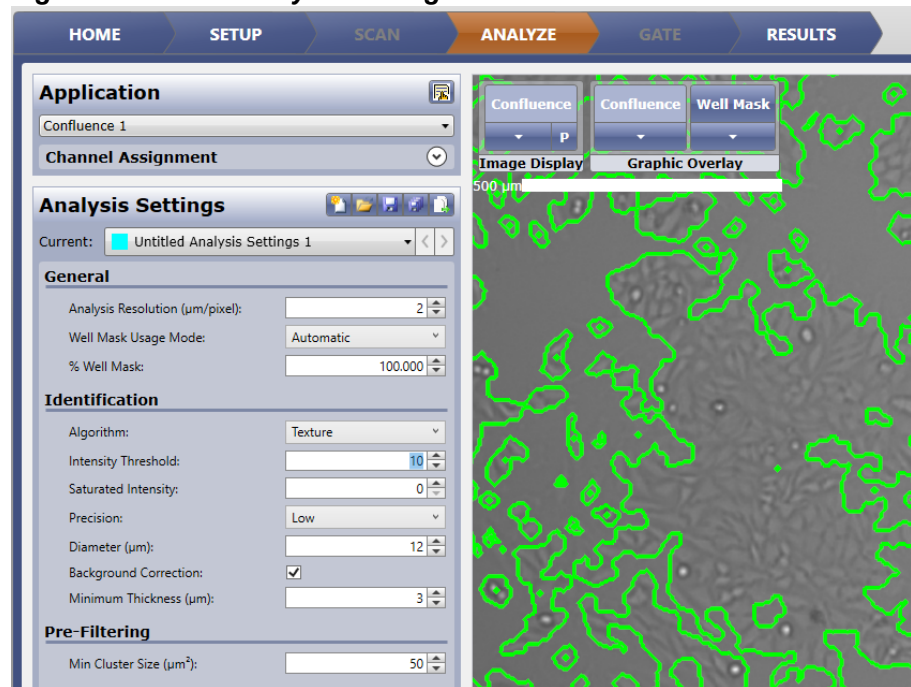 HOME SETUP SCAN ANALYZE GATE RESULTS
Application
Confluence 1
Channel Assignment
Analysis Settings
Current: Untitled Analysis Settings 1
General
Analysis Resolution (µm/pixel): 2
Well Mask Usage Mode: Automatic
% Well Mask: 100.000
Identification
Algorithm: Texture
Intensity Threshold: 10
Saturated Intensity: 0
Precision: Low
Diameter (µm): 12
Background Correction:
Minimum Thickness (µm): 3
Pre-Filtering
Min Cluster Size (µm²): 50
Confluence Confluence Well Mask
P
Image Display Graphic Overlay
500 µm